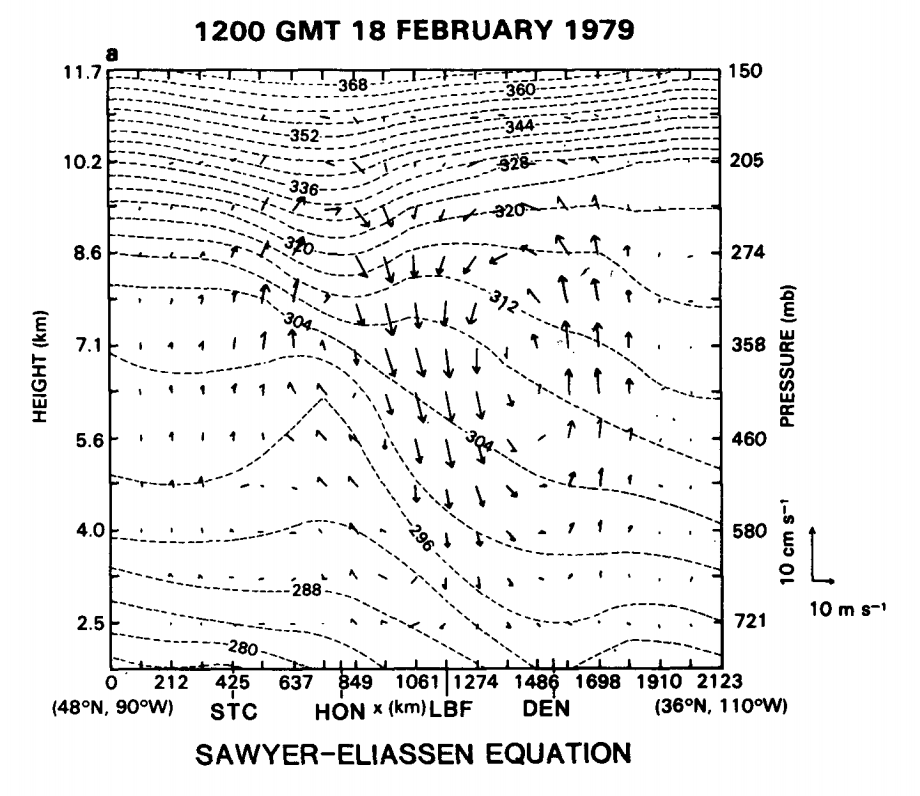 1200 GMT 18 FEBRUARY 1979
a
11.7 368 360 150
352 344
10.2 328 205
336
320
320
8.6 274
312
304
7.1 358
HEIGHT (km)
PRESSURE (mb)
5.6 304 460
4.0 296 580
10 cm s⁻¹
288
10 m s⁻¹
2.5 721
280
0 212 425 637 849 1061 1274 1486 1698 1910 2123
(48°N, 90°W) STC HON x (km) LBF DEN (36°N, 110°W)
SAWYER-ELIASSEN EQUATION